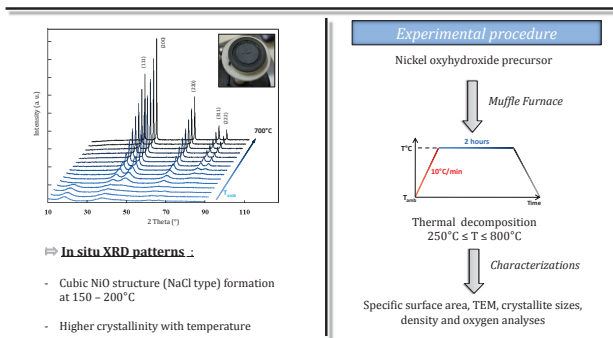 Intensity (a. u.)
(111)
(200)
(220)
(311)
(222)
700°C
T amb
10 30 50 70 90 110
2 Theta (°)
⇨ In situ XRD patterns :
- Cubic NiO structure (NaCl type) formation
at 150 – 200°C
- Higher crystallinity with temperature
Experimental procedure
Nickel oxyhydroxide precursor
Muffle Furnace
2 hours
T°C
10°C/min
T amb
Time
Thermal decomposition
250°C ≤ T ≤ 800°C
Characterizations
Specific surface area, TEM, crystallite sizes,
density and oxygen analyses